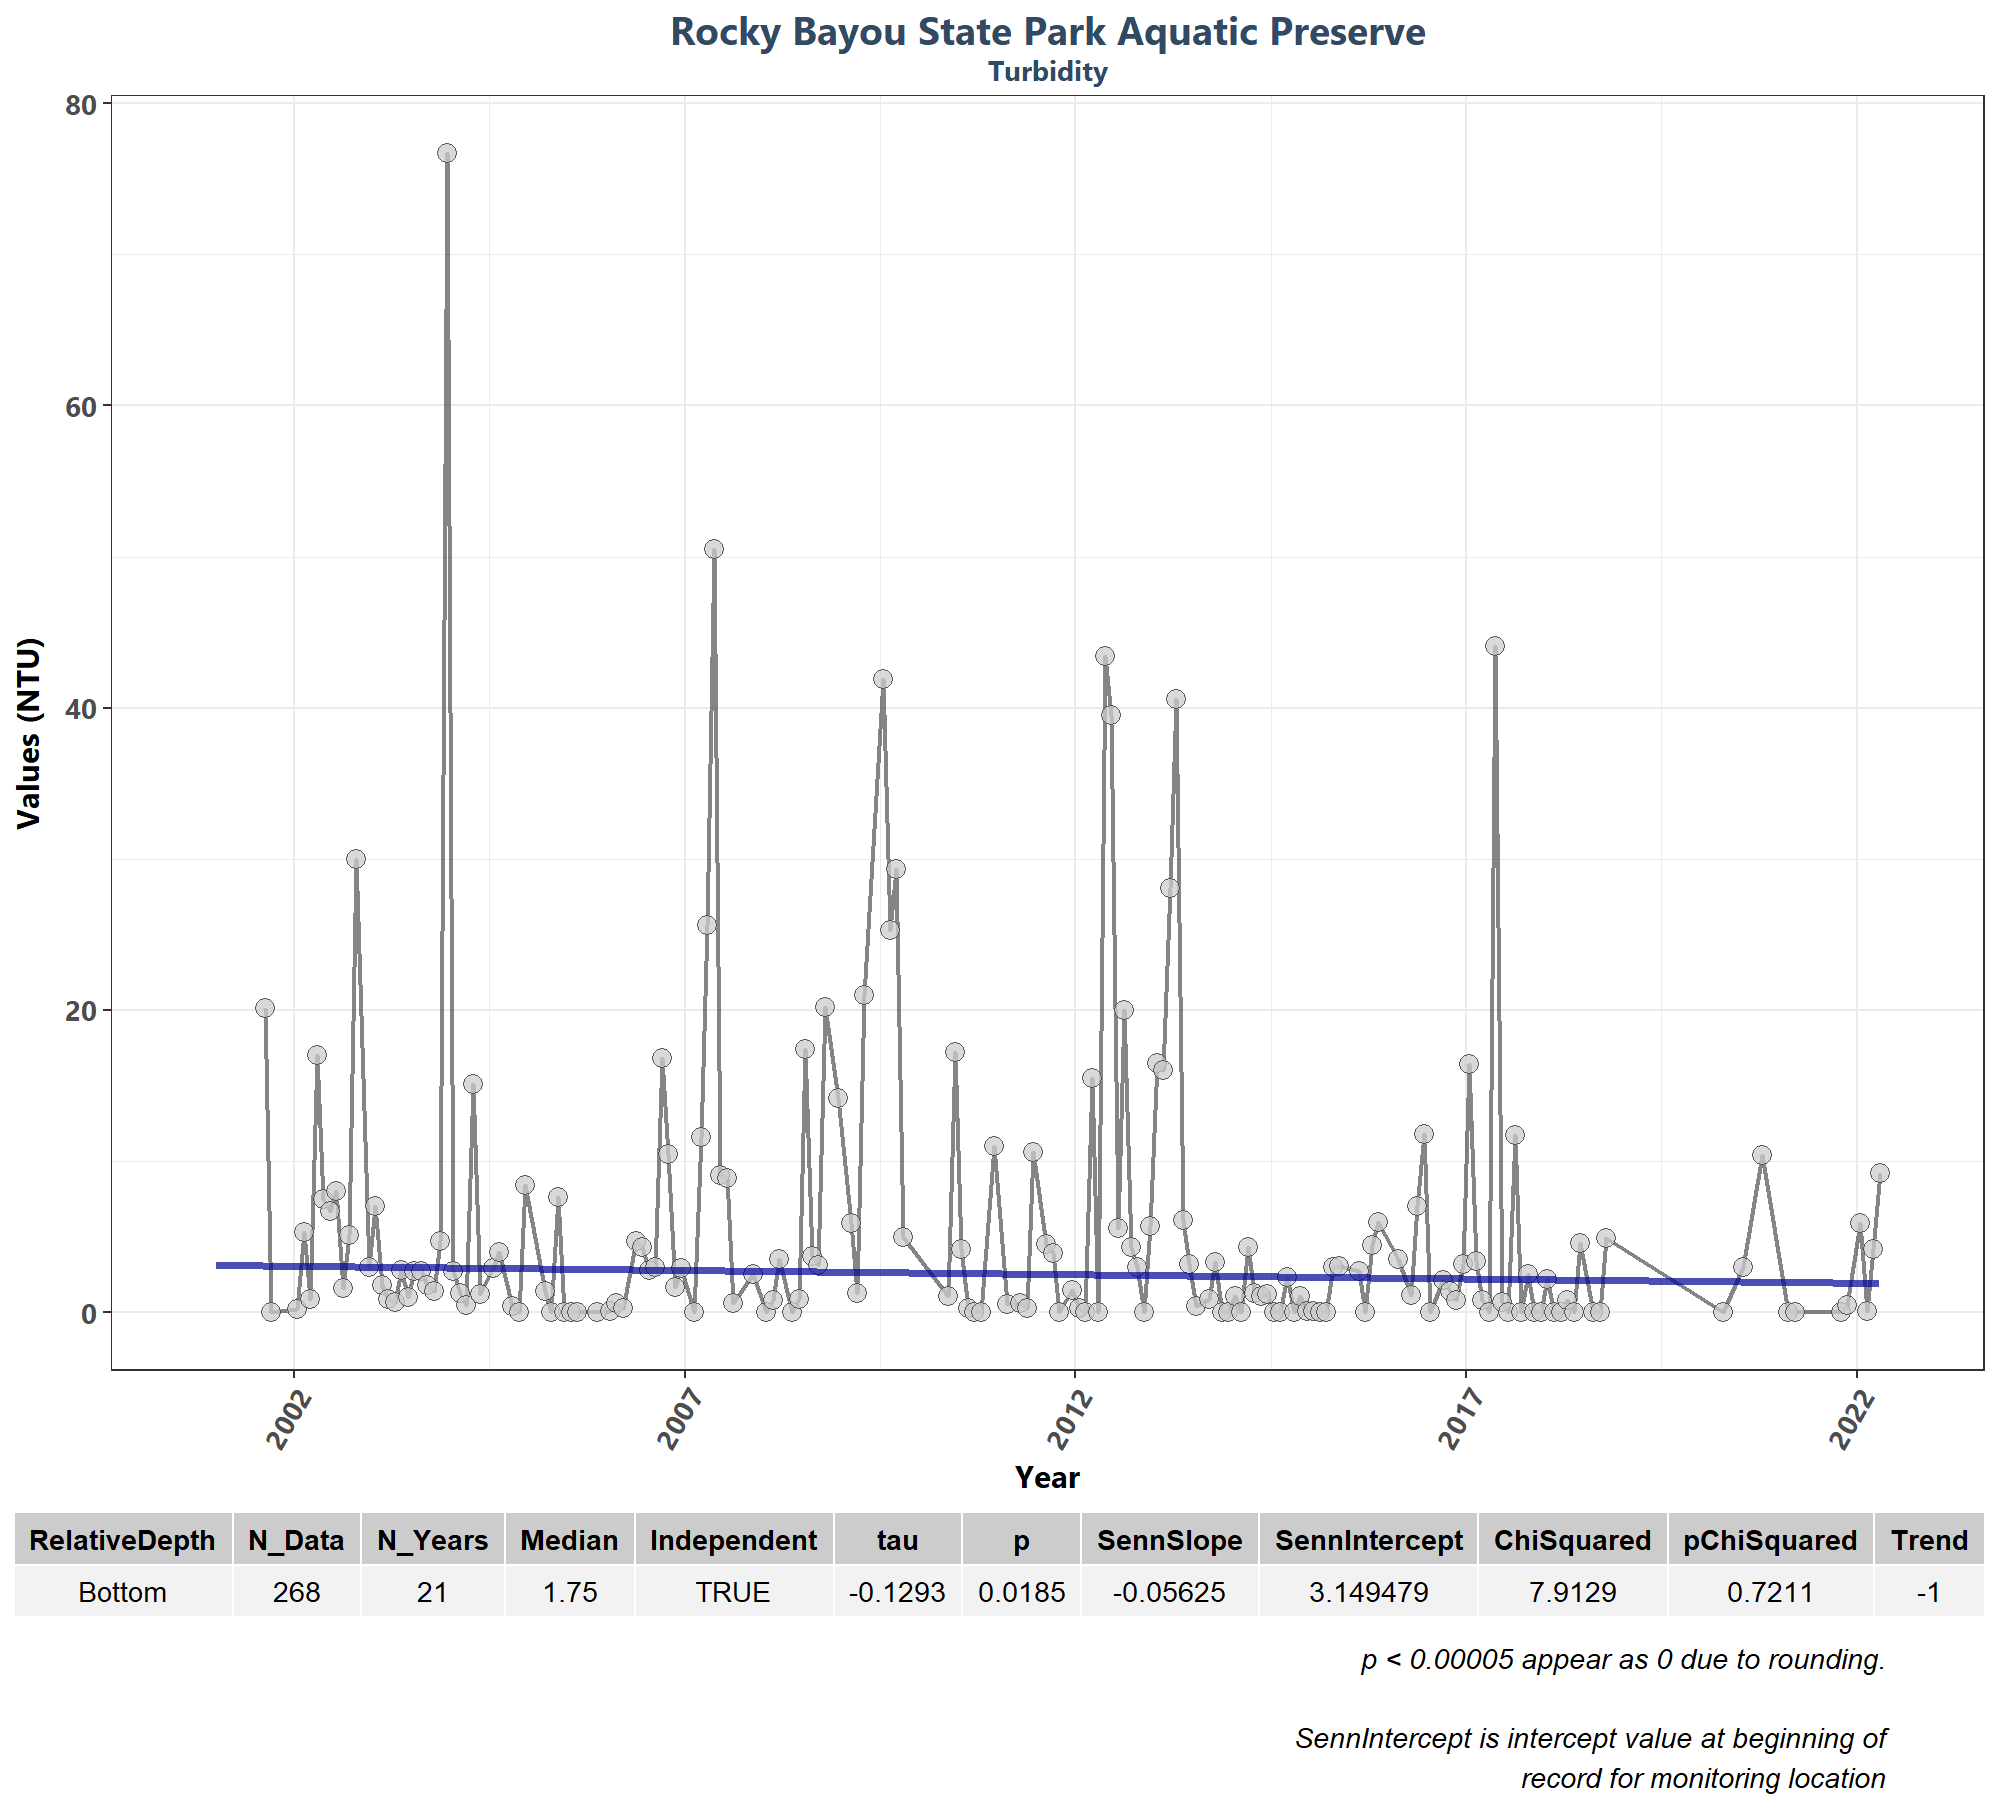 Rocky Bayou State Park Aquatic Preserve
Turbidity
Values (NTU)
80
60
40
20
0
2002 2007 2012 2017 2022
Year
RelativeDepth N_Data N_Years Median Independent tau p SennSlope SennIntercept ChiSquared pChiSquared Trend
Bottom 268 21 1.75 TRUE -0.1293 0.0185 -0.05625 3.149479 7.9129 0.7211 -1
p < 0.00005 appear as 0 due to rounding.
SennIntercept is intercept value at beginning of
record for monitoring location